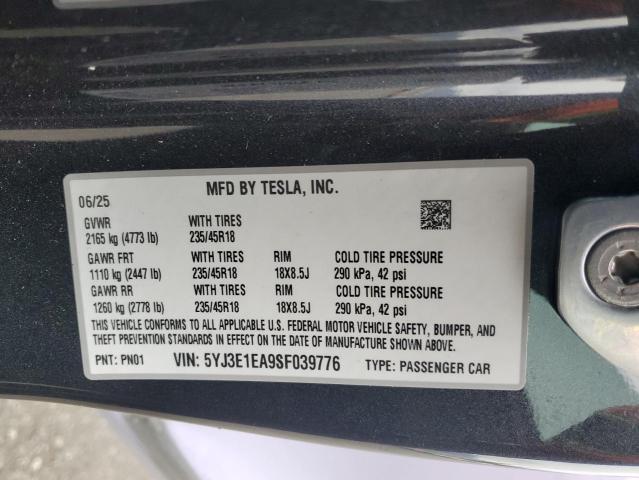 06/25 MFD BY TESLA, INC.
GVWR WITH TIRES
2165 kg (4773 lb) 235/45R18
GAWR FRT WITH TIRES RIM COLD TIRE PRESSURE
1110 kg (2447 lb) 235/45R18 18X8.5J 290 kPa, 42 psi
GAWR RR WITH TIRES RIM COLD TIRE PRESSURE
1260 kg (2778 lb) 235/45R18 18X8.5J 290 kPa, 42 psi
THIS VEHICLE CONFORMS TO ALL APPLICABLE U.S. FEDERAL MOTOR VEHICLE SAFETY, BUMPER, AND
THEFT PREVENTION STANDARDS IN EFFECT ON THE DATE OF MANUFACTURE SHOWN ABOVE.
PNT: PN01 VIN: 5YJ3E1EA9SF039776 TYPE: PASSENGER CAR